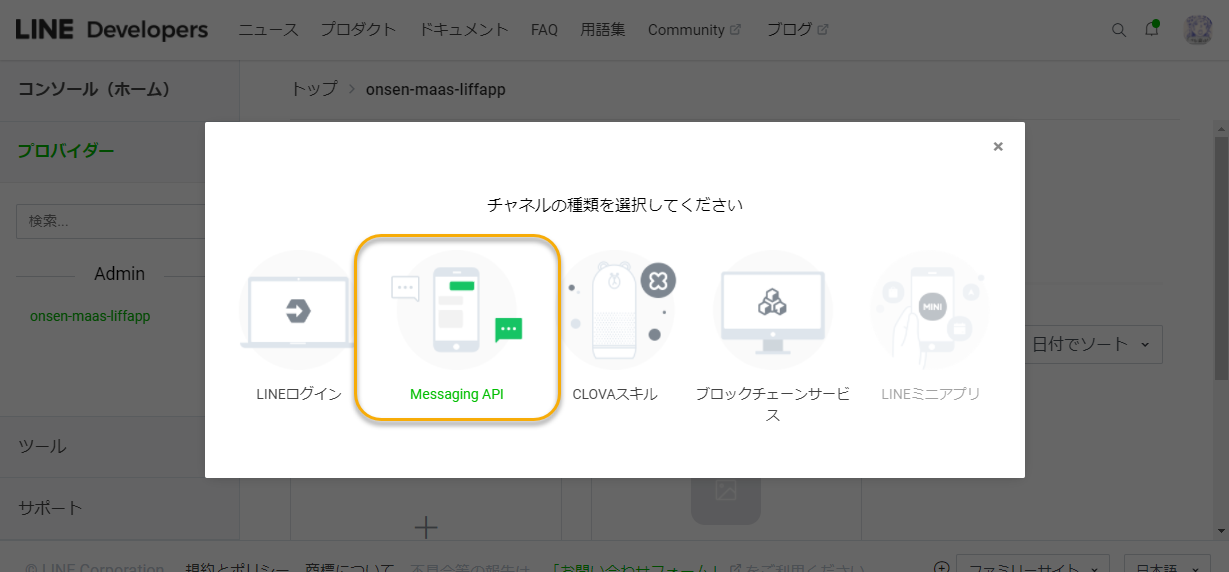 LINE Developers ニュース プロダクト ドキュメント FAQ 用語集 Community ブログ
コンソール（ホーム）
トップ > onsen-maas-liffapp
プロバイダー
検索...
Admin
onsen-maas-liffapp
チャネルの種類を選択してください
MINI
LINEログイン Messaging API CLOVAスキル ブロックチェーンサービ
ス
LINEミニアプリ
日付でソート
ツール
サポート
© LINE Corporation 規約とポリシー 商標について 不具合等の報告は、「お問い合わせフォーム」 をご利用ください ファミリーサイト 日本語